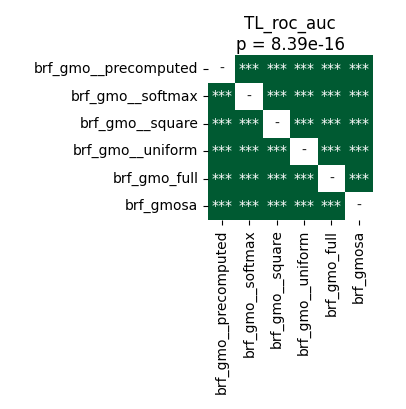 TL_roc_auc
p = 8.39e-16
brf_gmo__precomputed - *** *** *** *** ***
brf_gmo__softmax *** - *** *** *** ***
brf_gmo__square *** *** - *** *** ***
brf_gmo__uniform *** *** *** - *** ***
brf_gmo_full *** *** *** *** - ***
brf_gmosa *** *** *** *** *** -
brf_gmo__precomputed
brf_gmo__softmax
brf_gmo__square
brf_gmo__uniform
brf_gmo_full
brf_gmosa